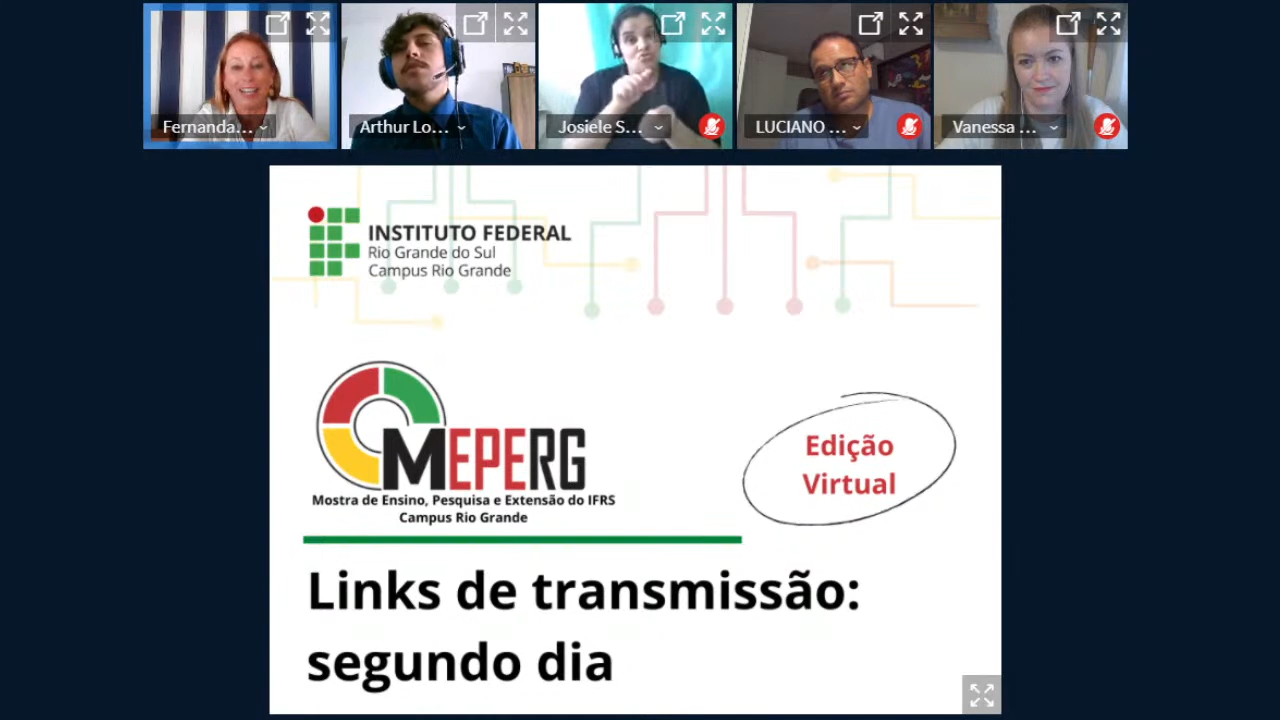 Fernanda...
Arthur Lo...
Josiele S...
LUCIANO ...
Vanessa ...
INSTITUTO FEDERAL
Rio Grande do Sul
Campus Rio Grande
MEPERG
Mostra de Ensino, Pesquisa e Extensão do IFRS
Campus Rio Grande
Edição
Virtual
Links de transmissão:
segundo dia